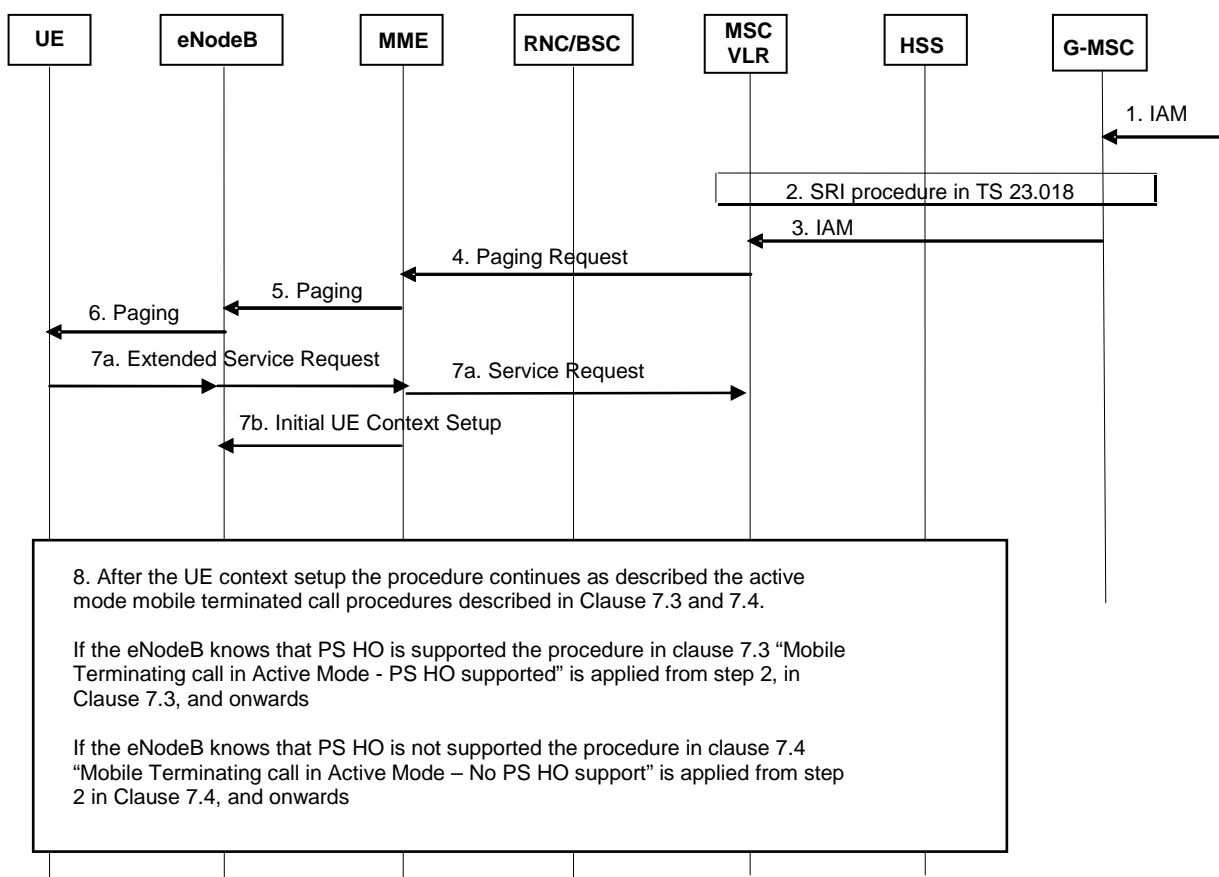 UE
eNodeB
MME
RNC/BSC
MSC
VLR
HSS
G-MSC
1. IAM
2. SRI procedure in TS 23.018
3. IAM
4. Paging Request
5. Paging
6. Paging
7a. Extended Service Request
7a. Service Request
7b. Initial UE Context Setup
8. After the UE context setup the procedure continues as described the active
mode mobile terminated call procedures described in Clause 7.3 and 7.4.
If the eNodeB knows that PS HO is supported the procedure in clause 7.3 “Mobile
Terminating call in Active Mode - PS HO supported” is applied from step 2, in
Clause 7.3, and onwards
If the eNodeB knows that PS HO is not supported the procedure in clause 7.4
“Mobile Terminating call in Active Mode – No PS HO support” is applied from step
2 in Clause 7.4, and onwards